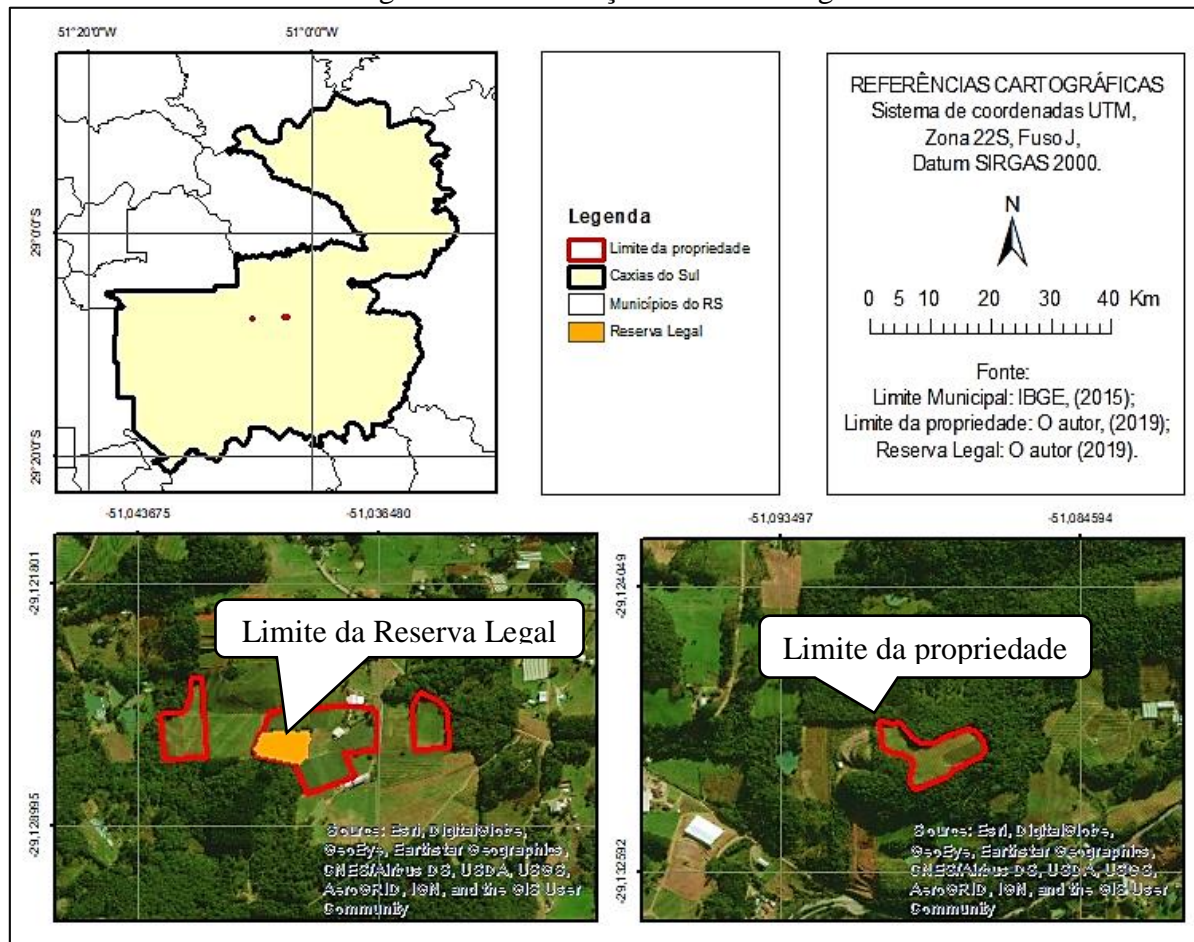 51°20'0"W
51°0'0"W
29°0'0"S
29°20'0"S
Legenda
Limite da propriedade
Caxias do Sul
Municípios do RS
Reserva Legal
REFERÊNCIAS CARTOGRÁFICAS
Sistema de coordenadas UTM,
Zona 22S, Fuso J,
Datum SIRGAS 2000.
N
0 5 10 20 30 40 Km
Fonte:
Limite Municipal: IBGE, (2015);
Limite da propriedade: O autor, (2019);
Reserva Legal: O autor (2019).
-51,043675
-51,036480
-29,121801
-29,128995
Limite da Reserva Legal
Source: Esri, DigitalGlobe,
GeoEye, Earthstar Geographics,
CNES/Airbus DS, USDA, USGS,
AeroGRID, IGN, and the GIS User
Community
-51,093497
-51,084594
-29,124049
-29,132592
Limite da propriedade
Source: Esri, DigitalGlobe,
GeoEye, Earthstar Geographics,
CNES/Airbus DS, USDA, USGS,
AeroGRID, IGN, and the GIS User
Community